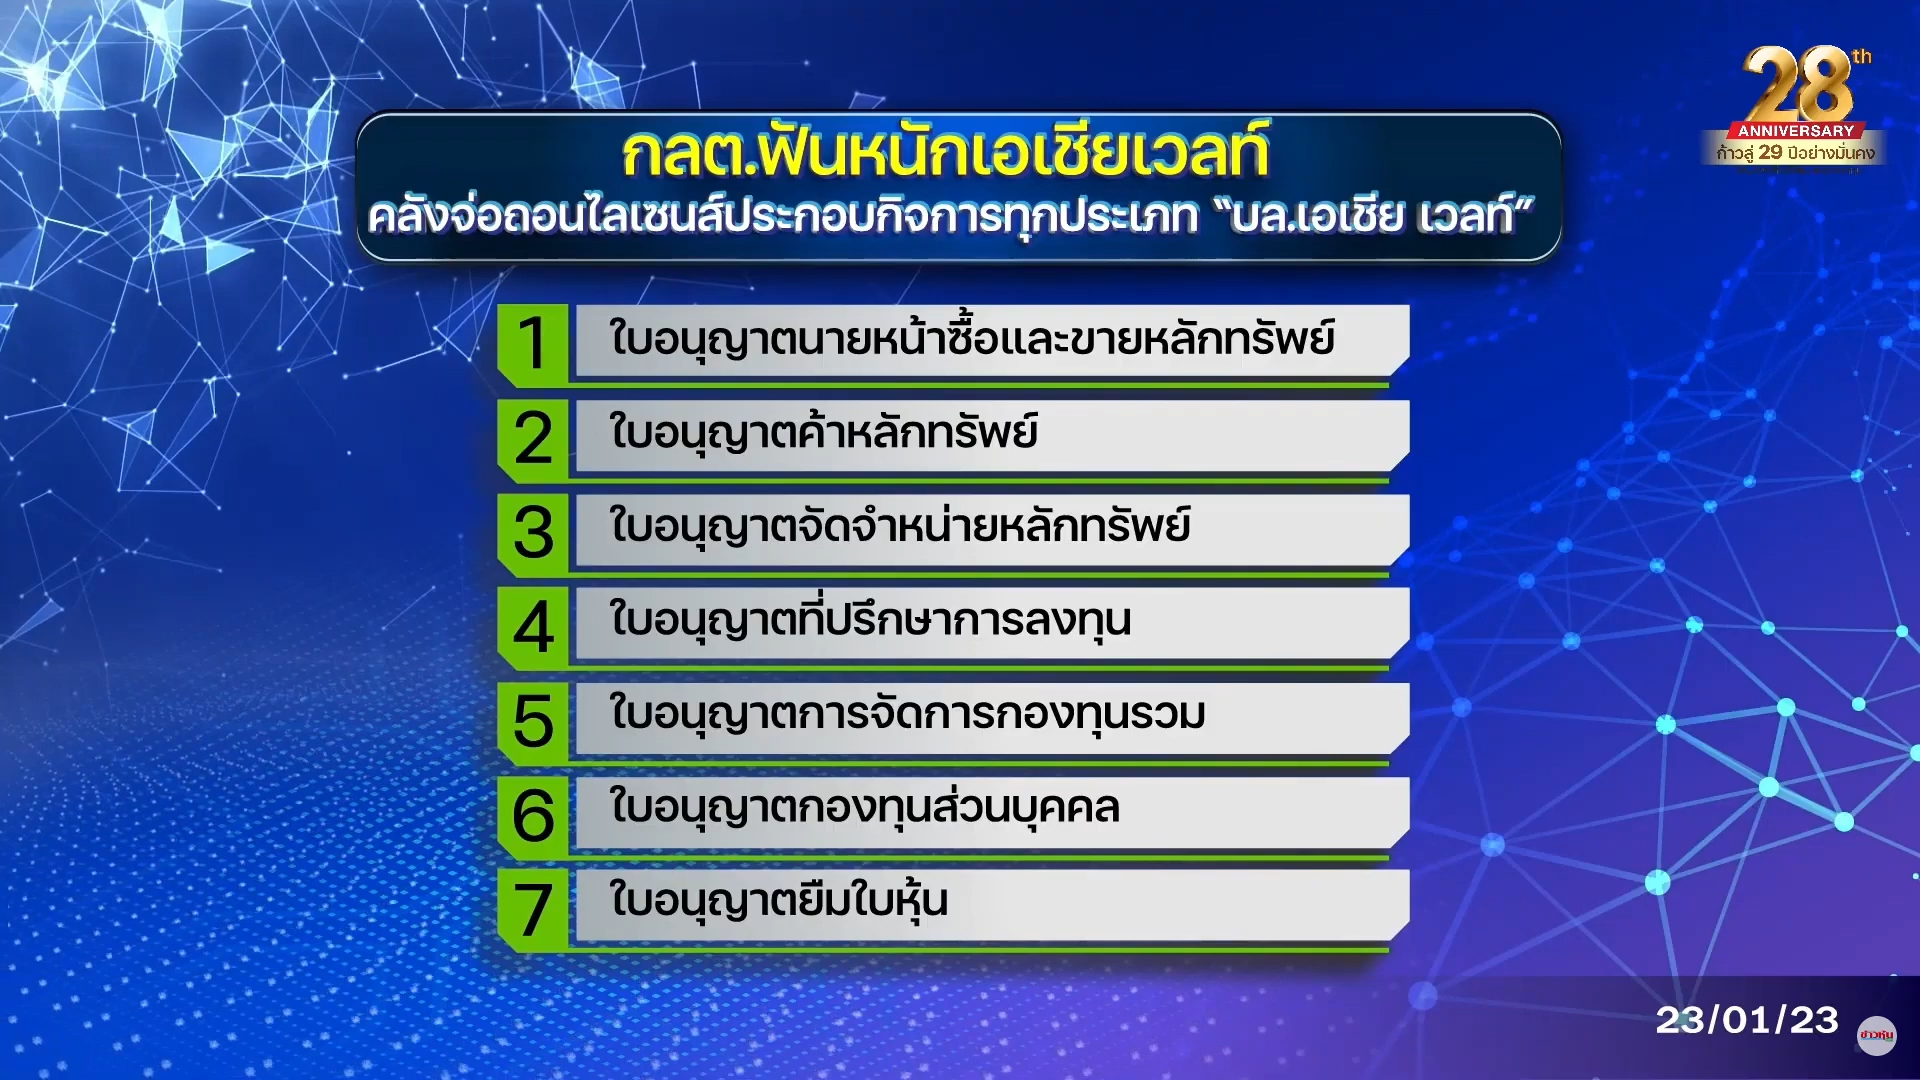 28th
ANNIVERSARY
ก้าวสู่ 29 ปีอย่างมั่นคง
กลต.ฟันหนักเอเชียเวลท์
คลังจ่อถอนไลเซนส์ประกอบกิจการทุกประเภท “บล.เอเชีย เวลท์”
1 ใบอนุญาตนายหน้าซื้อและขายหลักทรัพย์
2 ใบอนุญาตค้าหลักทรัพย์
3 ใบอนุญาตจัดจำหน่ายหลักทรัพย์
4 ใบอนุญาตที่ปรึกษาการลงทุน
5 ใบอนุญาตการจัดการกองทุนรวม
6 ใบอนุญาตกองทุนส่วนบุคคล
7 ใบอนุญาตยืมใบหุ้น
23/01/23
ข่าวหุ้น